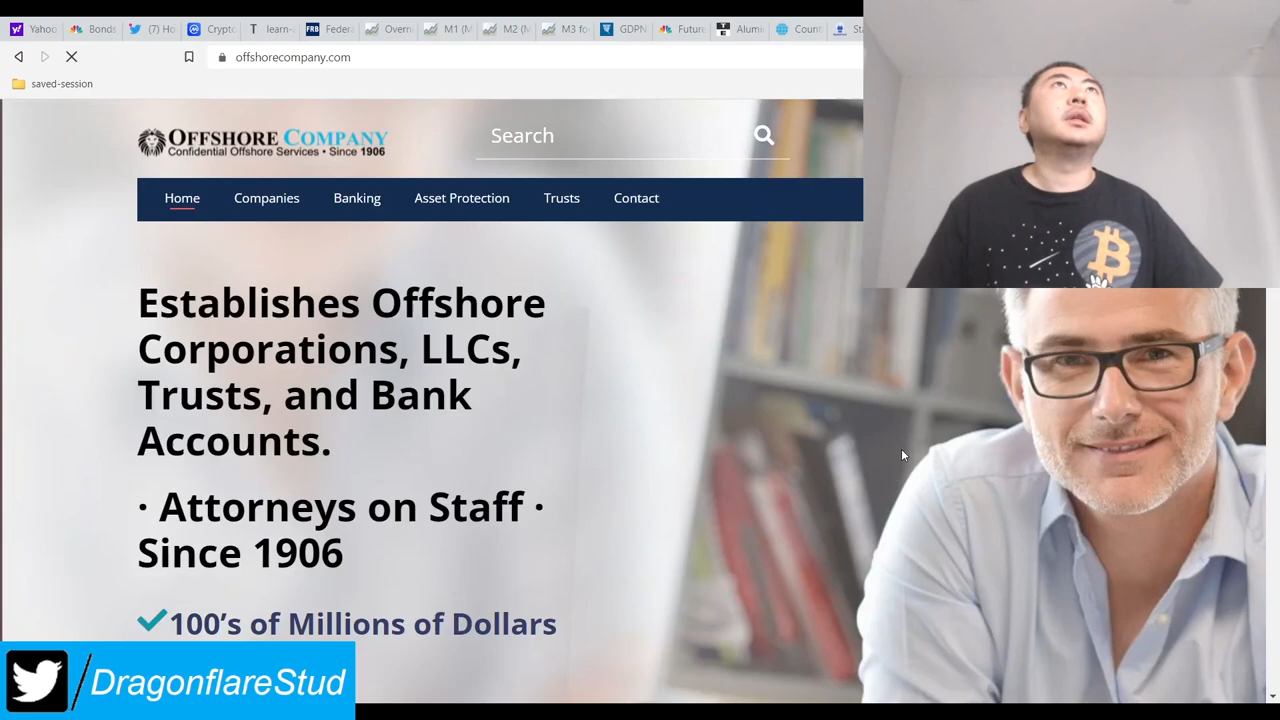 Yahoo
Bonds
(7) Ho
Crypto
learn-
Federa
Overn
M1 (M
M2 (M
M3 fo
GDPN
Future
Alumi
Count
Sta
offshorecompany.com
saved-session
OFFSHORE COMPANY
Confidential Offshore Services • Since 1906
Search
Home
Companies
Banking
Asset Protection
Trusts
Contact
Establishes Offshore
Corporations, LLCs,
Trusts, and Bank
Accounts.
· Attorneys on Staff ·
Since 1906
100's of Millions of Dollars
/DragonflareStud